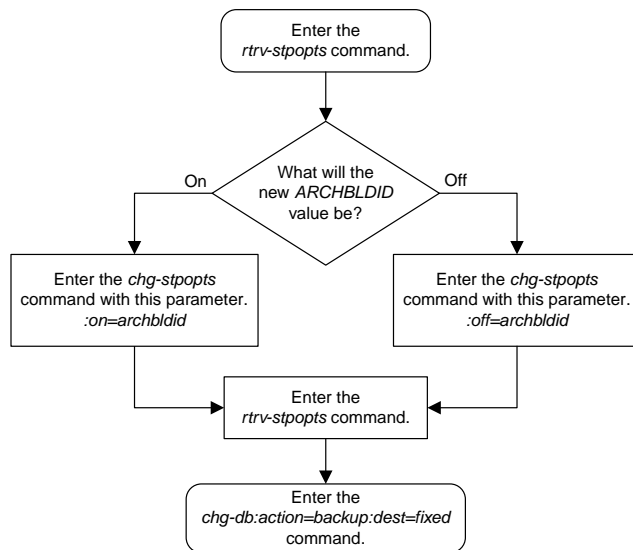 Enter the
rtrv-stpopts command.
What will the
new ARCHBLDID
value be?
On
Off
Enter the chg-stpopts
command with this parameter.
:on=archbldid
Enter the chg-stpopts
command with this parameter.
:off=archbldid
Enter the
rtrv-stpopts command.
Enter the
chg-db:action=backup:dest=fixed
command.